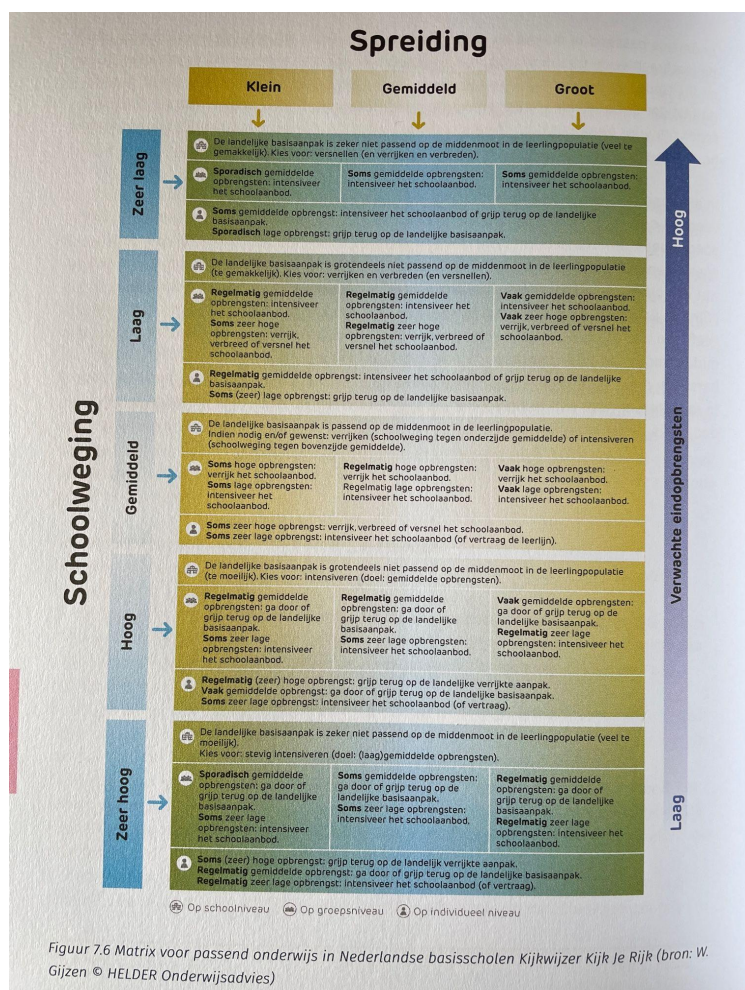 Spreiding
Klein
Gemiddeld
Groot
Schoolweging
Zeer laag
De landelijke basisaanpak is zeker niet passend op de middenmoot in de leerlingpopulatie (veel te
gemakkelijk). Kies voor: versnellen (en verrijken en verbreden).
Sporadisch gemiddelde
opbrengsten: intensiveer
het schoolaanbod.
Soms gemiddelde opbrengsten:
intensiveer het schoolaanbod.
Soms gemiddelde opbrengsten:
intensiveer het schoolaanbod.
Soms gemiddelde opbrengst: intensiveer het schoolaanbod of grijp terug op de landelijke
basisaanpak.
Sporadisch lage opbrengst: grijp terug op de landelijke basisaanpak.
Laag
De landelijke basisaanpak is grotendeels niet passend op de middenmoot in de leerlingpopulatie
(te gemakkelijk). Kies voor: verrijken en verbreden (en versnellen).
Regelmatig gemiddelde
opbrengsten: intensiveer
het schoolaanbod.
Soms zeer hoge
opbrengsten: verrijk,
verbreed of versnel het
schoolaanbod.
Regelmatig gemiddelde
opbrengsten: intensiveer het
schoolaanbod.
Regelmatig zeer hoge
opbrengsten: verrijk, verbreed of
versnel het schoolaanbod.
Vaak gemiddelde opbrengsten:
intensiveer het schoolaanbod.
Vaak zeer hoge opbrengsten:
verrijk, verbreed of versnel het
schoolaanbod.
Regelmatig gemiddelde opbrengst: intensiveer het schoolaanbod of grijp terug op de landelijke
basisaanpak.
Soms (zeer) lage opbrengst: grijp terug op de landelijke basisaanpak.
Gemiddeld
De landelijke basisaanpak is passend op de middenmoot in de leerlingpopulatie.
Indien nodig en/of gewenst: verrijken (schoolweging tegen onderzijde gemiddelde) of intensiveren
(schoolweging tegen bovenzijde gemiddelde).
Soms hoge opbrengsten:
verrijk het schoolaanbod.
Soms lage opbrengsten:
intensiveer het
schoolaanbod.
Regelmatig hoge opbrengsten:
verrijk het schoolaanbod.
Regelmatig lage opbrengsten:
intensiveer het schoolaanbod.
Vaak hoge opbrengsten:
verrijk het schoolaanbod.
Vaak lage opbrengsten:
intensiveer het schoolaanbod.
Soms zeer hoge opbrengst: verrijk, verbreed of versnel het schoolaanbod.
Soms zeer lage opbrengst: intensiveer het schoolaanbod (of vertraag de leerlijn).
Hoog
De landelijke basisaanpak is grotendeels niet passend op de middenmoot in de leerlingpopulatie
(te moeilijk). Kies voor: intensiveren (doel: gemiddelde opbrengsten).
Regelmatig gemiddelde
opbrengsten: ga door of
grijp terug op de landelijke
basisaanpak.
Soms zeer lage
opbrengsten: intensiveer
het schoolaanbod.
Regelmatig gemiddelde
opbrengsten: ga door of
grijp terug op de landelijke
basisaanpak.
Soms zeer lage opbrengsten:
intensiveer het schoolaanbod.
Vaak gemiddelde opbrengsten:
ga door of grijp terug op de
landelijke basisaanpak.
Regelmatig zeer lage
opbrengsten: intensiveer het
schoolaanbod.
Regelmatig (zeer) hoge opbrengst: grijp terug op de landelijke verrijkte aanpak.
Vaak gemiddelde opbrengst: ga door of grijp terug op de landelijke basisaanpak.
Soms zeer lage opbrengst: intensiveer het schoolaanbod (of vertraag).
Zeer hoog
De landelijke basisaanpak is zeker niet passend op de middenmoot in de leerlingpopulatie (veel te
moeilijk).
Kies voor: stevig intensiveren (doel: (laag)gemiddelde opbrengsten).
Sporadisch gemiddelde
opbrengsten: ga door of
grijp terug op de landelijke
basisaanpak.
Soms zeer lage
opbrengsten: intensiveer
het schoolaanbod.
Soms gemiddelde opbrengsten:
ga door of grijp terug op de
landelijke basisaanpak.
Soms zeer lage opbrengsten:
intensiveer het schoolaanbod.
Regelmatig gemiddelde
opbrengsten: ga door of
grijp terug op de landelijke
basisaanpak.
Regelmatig zeer lage
opbrengsten: intensiveer het
schoolaanbod.
Soms (zeer) hoge opbrengst: grijp terug op de landelijk verrijkte aanpak.
Regelmatig gemiddelde opbrengst: ga door of grijp terug op de landelijke basisaanpak.
Regelmatig zeer lage opbrengst: intensiveer het schoolaanbod (of vertraag).
Hoog
Verwachte eindopbrengsten
Laag
Op schoolniveau
Op groepsniveau
Op individueel niveau
Figuur 7.6 Matrix voor passend onderwijs in Nederlandse basisscholen Kijkwijzer Kijk Je Rijk (bron: W.
Gijzen © HELDER Onderwijsadvies)